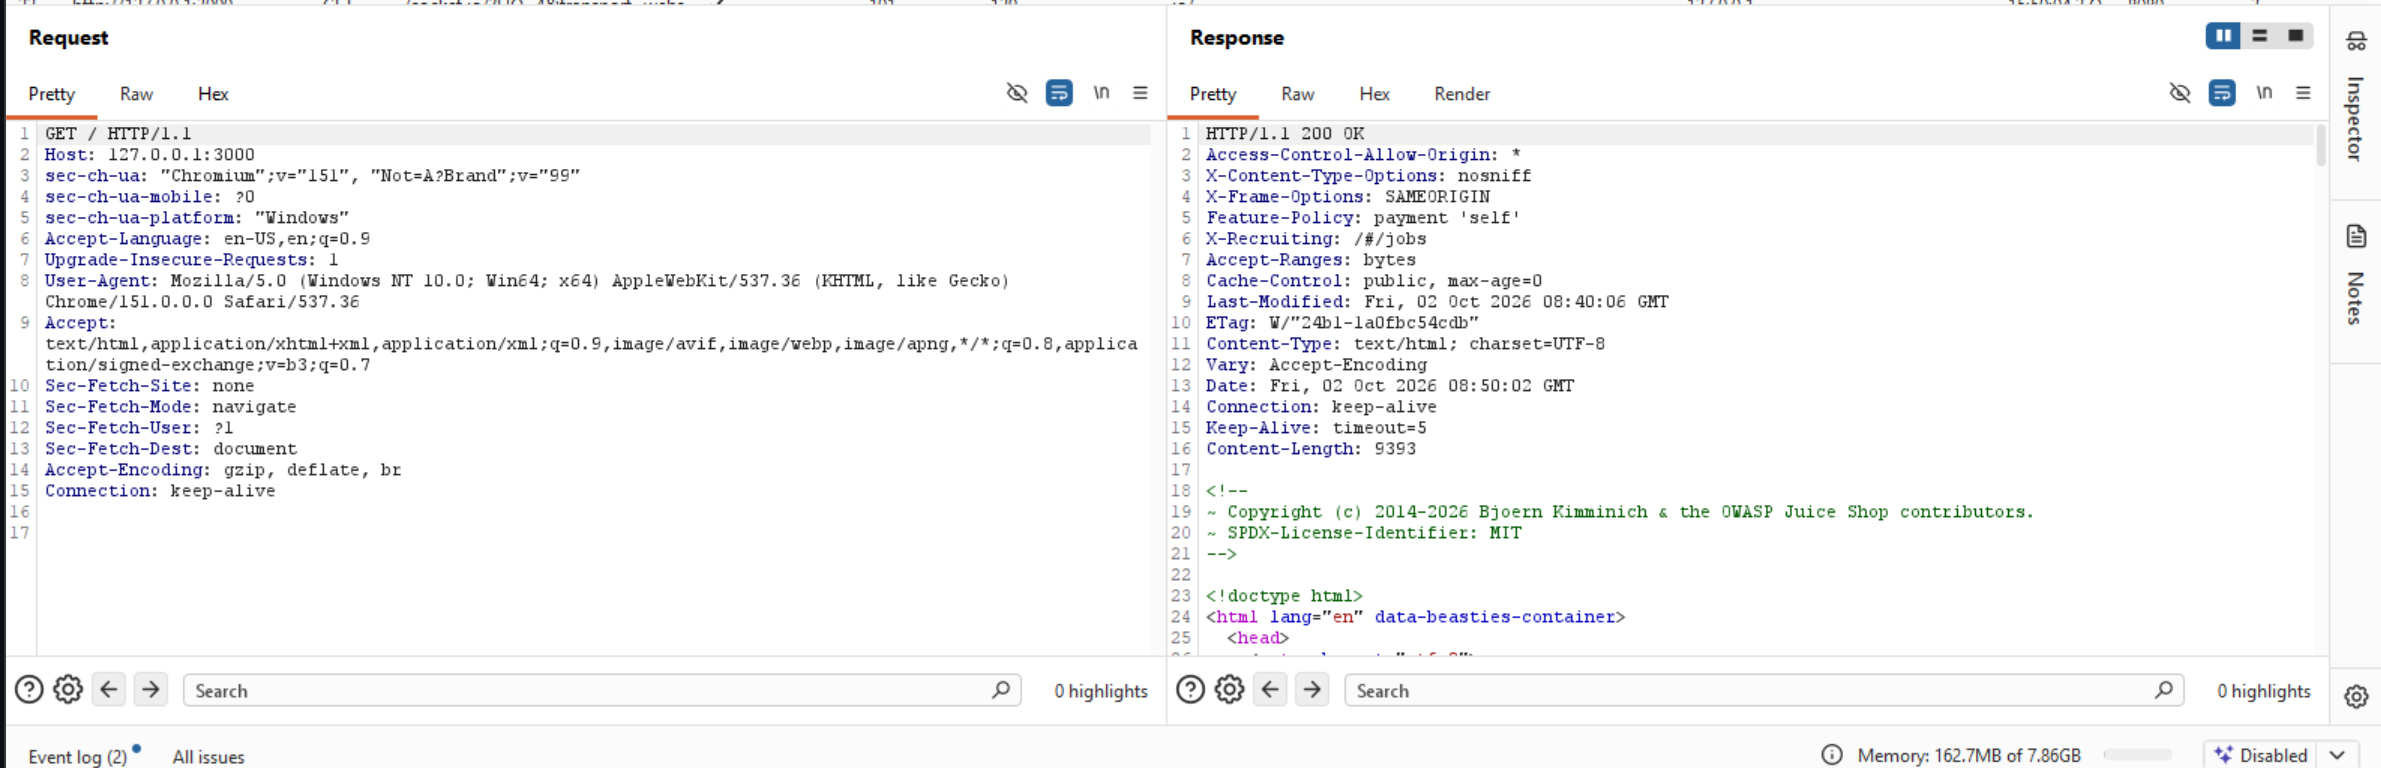 Request
Pretty Raw Hex
\n
1 GET / HTTP/1.1
2 Host: 127.0.0.1:3000
3 sec-ch-ua: "Chromium";v="151", "Not=A?Brand";v="99"
4 sec-ch-ua-mobile: ?0
5 sec-ch-ua-platform: "Windows"
6 Accept-Language: en-US,en;q=0.9
7 Upgrade-Insecure-Requests: 1
8 User-Agent: Mozilla/5.0 (Windows NT 10.0; Win64; x64) AppleWebKit/537.36 (KHTML, like Gecko)
Chrome/151.0.0.0 Safari/537.36
9 Accept:
text/html,application/xhtml+xml,application/xml;q=0.9,image/avif,image/webp,image/apng,*/*;q=0.8,applica
tion/signed-exchange;v=b3;q=0.7
10 Sec-Fetch-Site: none
11 Sec-Fetch-Mode: navigate
12 Sec-Fetch-User: ?1
13 Sec-Fetch-Dest: document
14 Accept-Encoding: gzip, deflate, br
15 Connection: keep-alive
16
17
Search
0 highlights
Response
Pretty Raw Hex Render
\n
1 HTTP/1.1 200 OK
2 Access-Control-Allow-Origin: *
3 X-Content-Type-Options: nosniff
4 X-Frame-Options: SAMEORIGIN
5 Feature-Policy: payment 'self'
6 X-Recruiting: /#/jobs
7 Accept-Ranges: bytes
8 Cache-Control: public, max-age=0
9 Last-Modified: Fri, 02 Oct 2026 08:40:06 GMT
10 ETag: W/"24b1-1a0fbc54cdb"
11 Content-Type: text/html; charset=UTF-8
12 Vary: Accept-Encoding
13 Date: Fri, 02 Oct 2026 08:50:02 GMT
14 Connection: keep-alive
15 Keep-Alive: timeout=5
16 Content-Length: 9393
17
18 <!--
19 ~ Copyright (c) 2014-2026 Bjoern Kimminich & the OWASP Juice Shop contributors.
20 ~ SPDX-License-Identifier: MIT
21 -->
22
23 <!doctype html>
24 <html lang="en" data-beasties-container>
25 <head>
Search
0 highlights
Inspector
Notes
Event log (2) All issues
Memory: 162.7MB of 7.86GB
Disabled